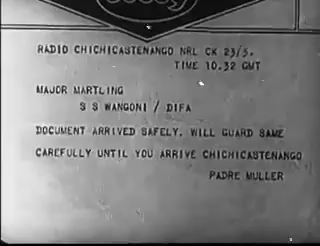 RADIO CHICHICASTENANGO NRL CK 23/5.
TIME 10.32 GMT
MAJOR MARTLING
S S WANGONI / DIFA
DOCUMENT ARRIVED SAFELY. WILL GUARD SAME
CAREFULLY UNTIL YOU ARRIVE CHICHICASTENANGO
PADRE MULLER